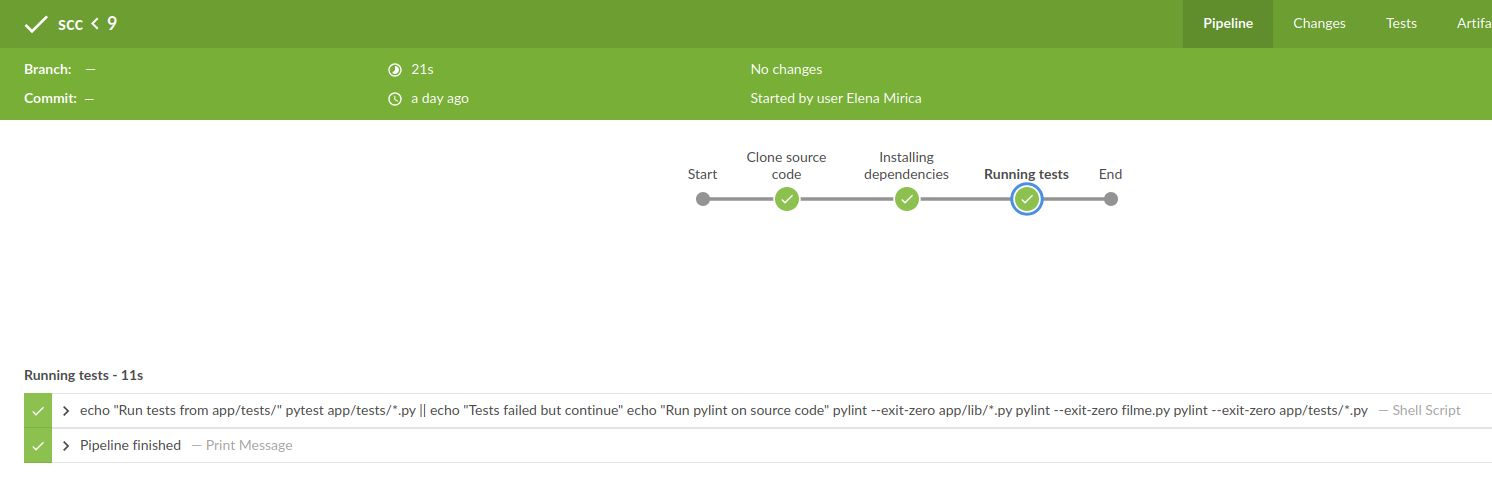 scc < 9
Pipeline
Changes
Tests
Artifa
Branch: —
21s
No changes
Commit: —
a day ago
Started by user Elena Mirica
Start
Clone source
code
Installing
dependencies
Running tests
End
Running tests - 11s
echo "Run tests from app/tests/" pytest app/tests/*.py || echo "Tests failed but continue" echo "Run pylint on source code" pylint --exit-zero app/lib/*.py pylint --exit-zero filme.py pylint --exit-zero app/tests/*.py — Shell Script
Pipeline finished — Print Message